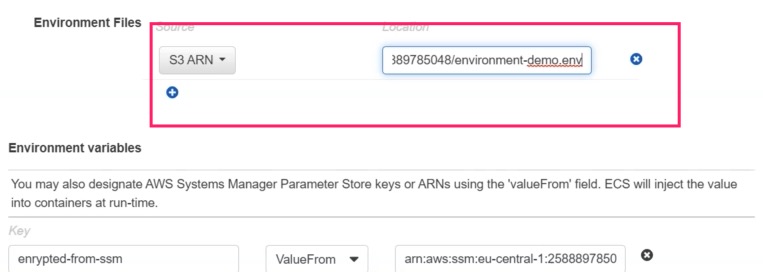 Source Location
Environment Files
S3 ARN
389785048/environment-demo.env
Environment variables
You may also designate AWS Systems Manager Parameter Store keys or ARNs using the 'valueFrom' field. ECS will inject the value
into containers at run-time.
Key
enrypted-from-ssm ValueFrom arn:aws:ssm:eu-central-1:2588897850